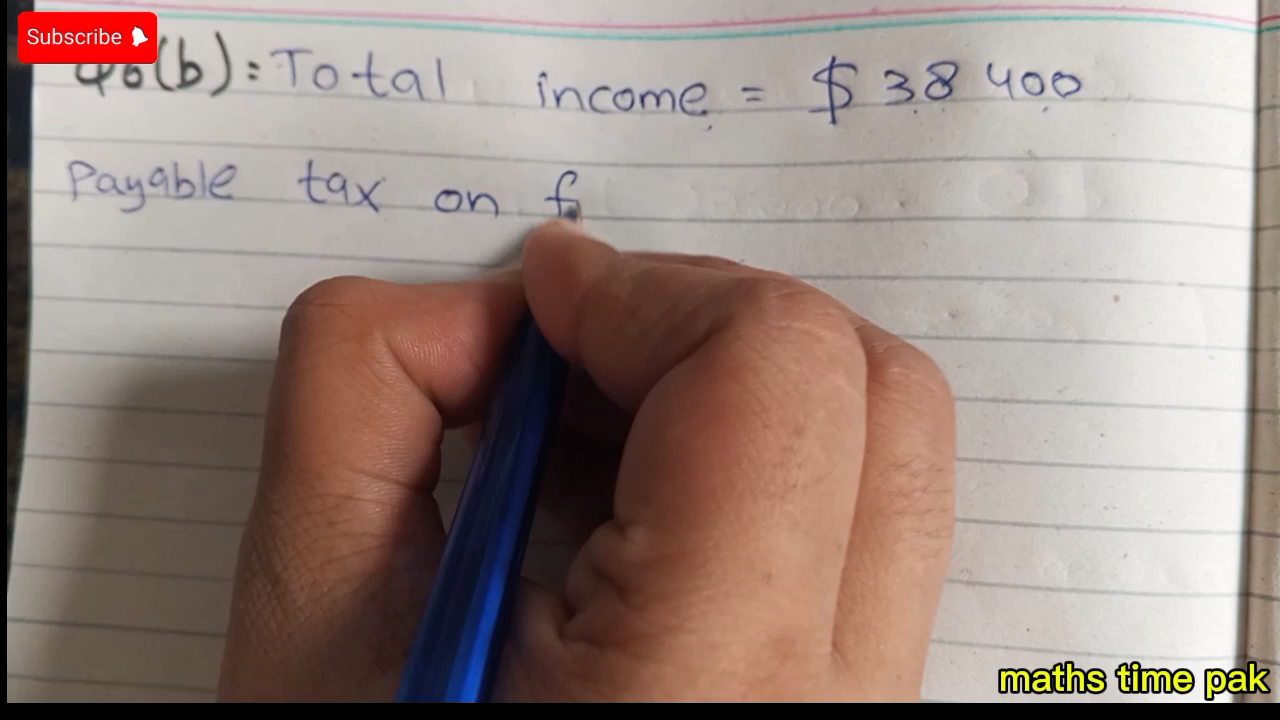 Subscribe
Q6(b): Total income = $ 38 400
Payable tax on f
maths time pak